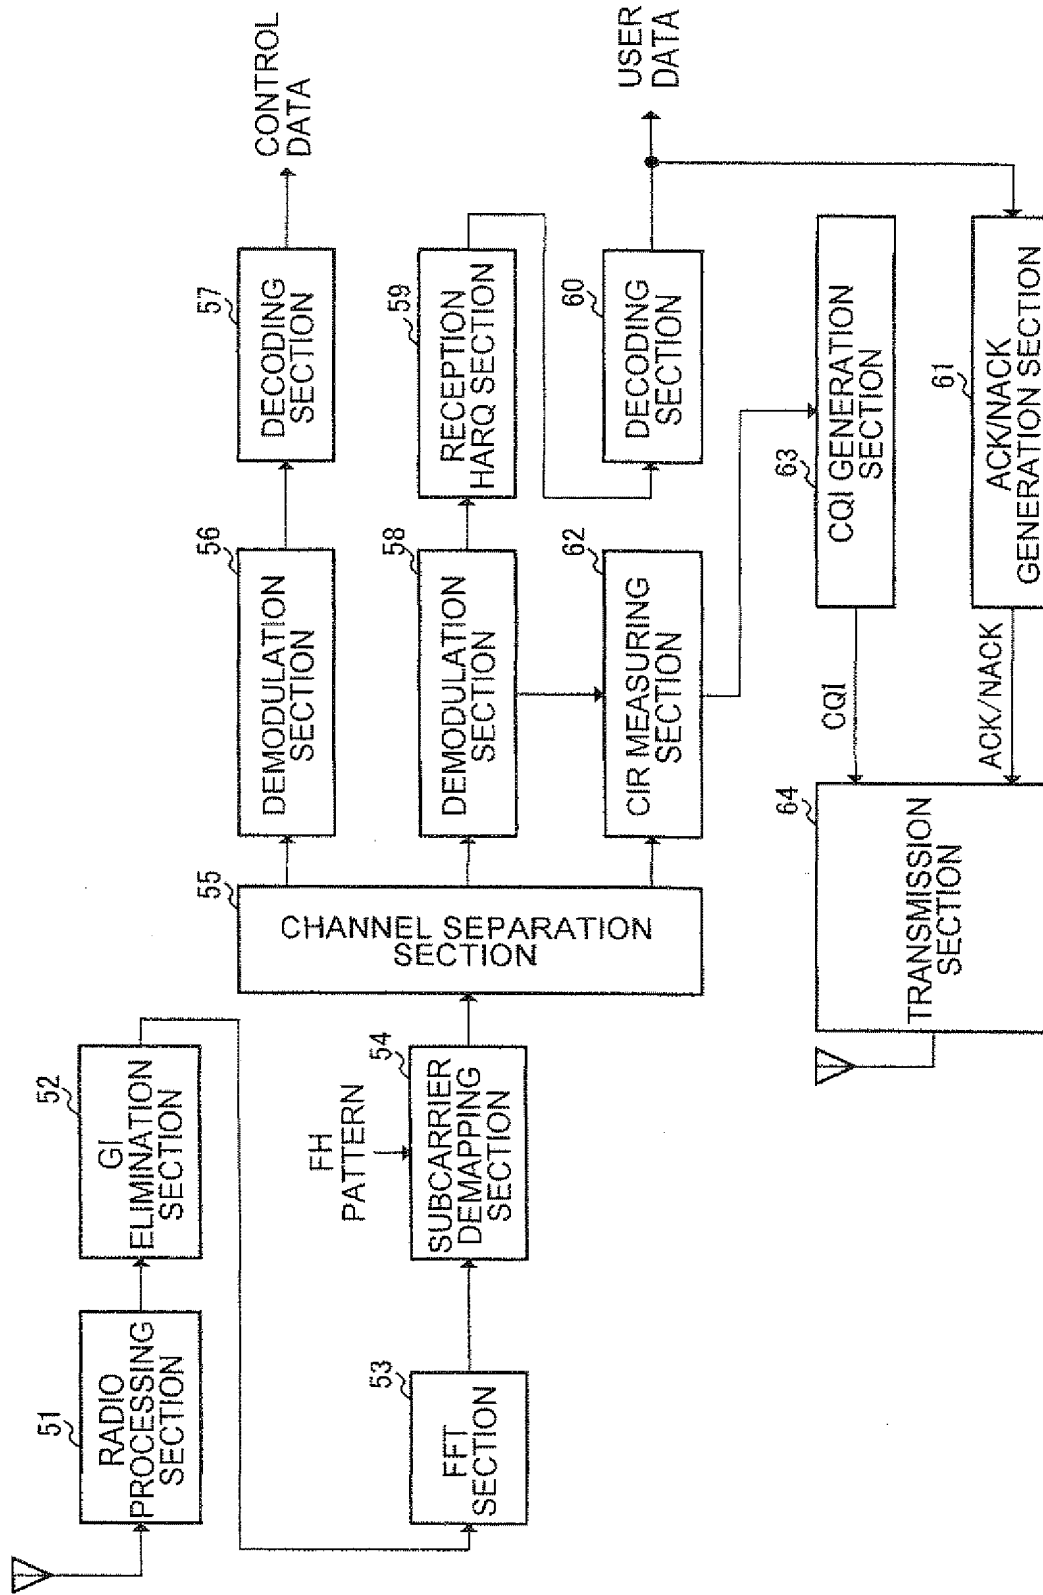 51
RADIO
PROCESSING
SECTION
52
GI
ELIMINATION
SECTION
53
FFT
SECTION
FH
PATTERN
54
SUBCARRIER
DEMAPPING
SECTION
55
CHANNEL SEPARATION
SECTION
56
DEMODULATION
SECTION
57
DECODING
SECTION
CONTROL
DATA
58
DEMODULATION
SECTION
59
RECEPTION
HARQ SECTION
62
CIR MEASURING
SECTION
60
DECODING
SECTION
USER
DATA
64
TRANSMISSION
SECTION
CQI
63
CQI GENERATION
SECTION
ACK/NACK
61
ACK/NACK
GENERATION SECTION